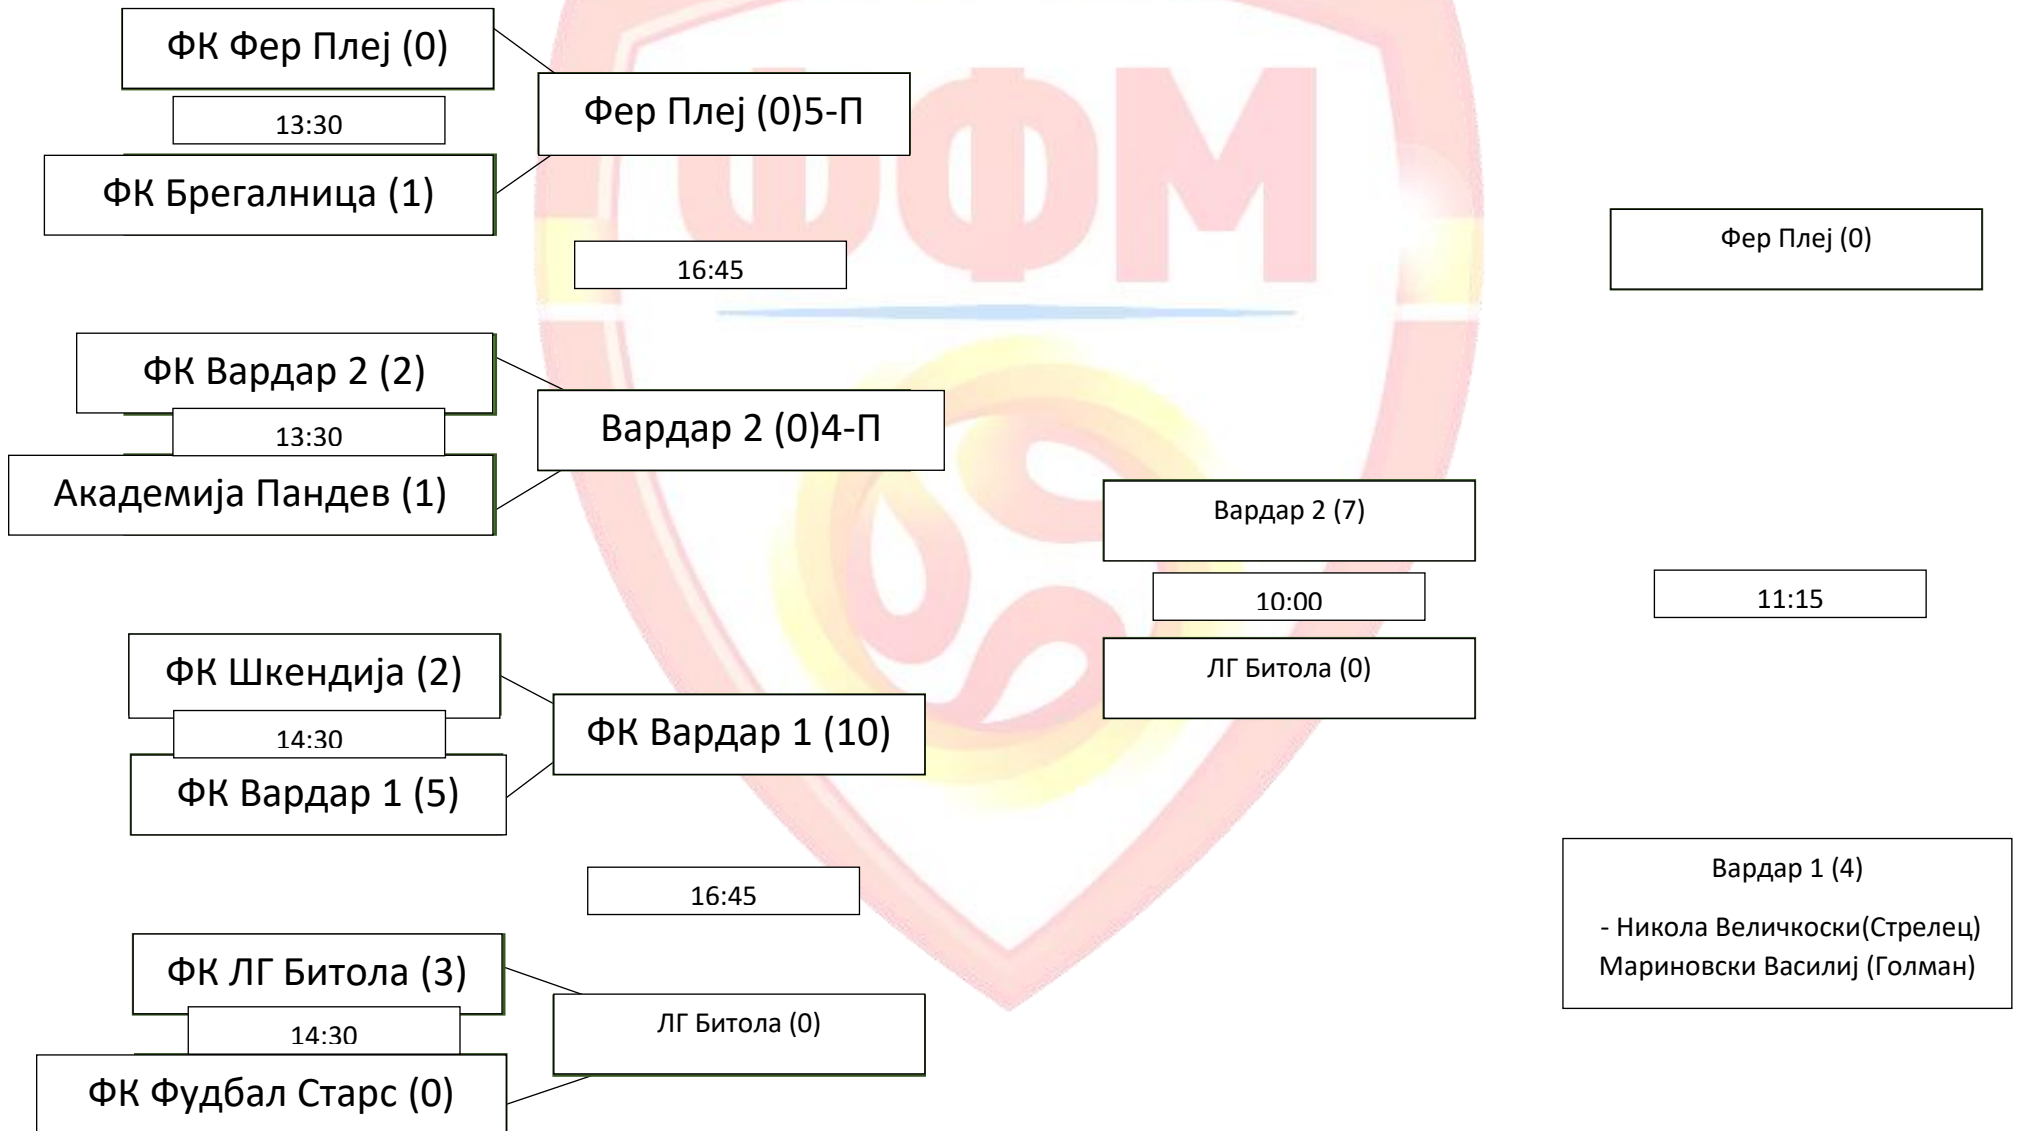 ФФМ
ФК Фер Плеј (0)
13:30
ФК Брегалница (1)
Фер Плеј (0)5-П
16:45
ФК Вардар 2 (2)
13:30
Академија Пандев (1)
Вардар 2 (0)4-П
ФК Шкендија (2)
14:30
ФК Вардар 1 (5)
ФК Вардар 1 (10)
16:45
ФК ЛГ Битола (3)
14:30
ФК Фудбал Старс (0)
ЛГ Битола (0)
Вардар 2 (7)
10:00
ЛГ Битола (0)
Фер Плеј (0)
11:15
Вардар 1 (4)
- Никола Величкоски(Стрелец)
Мариновски Василиј (Голман)